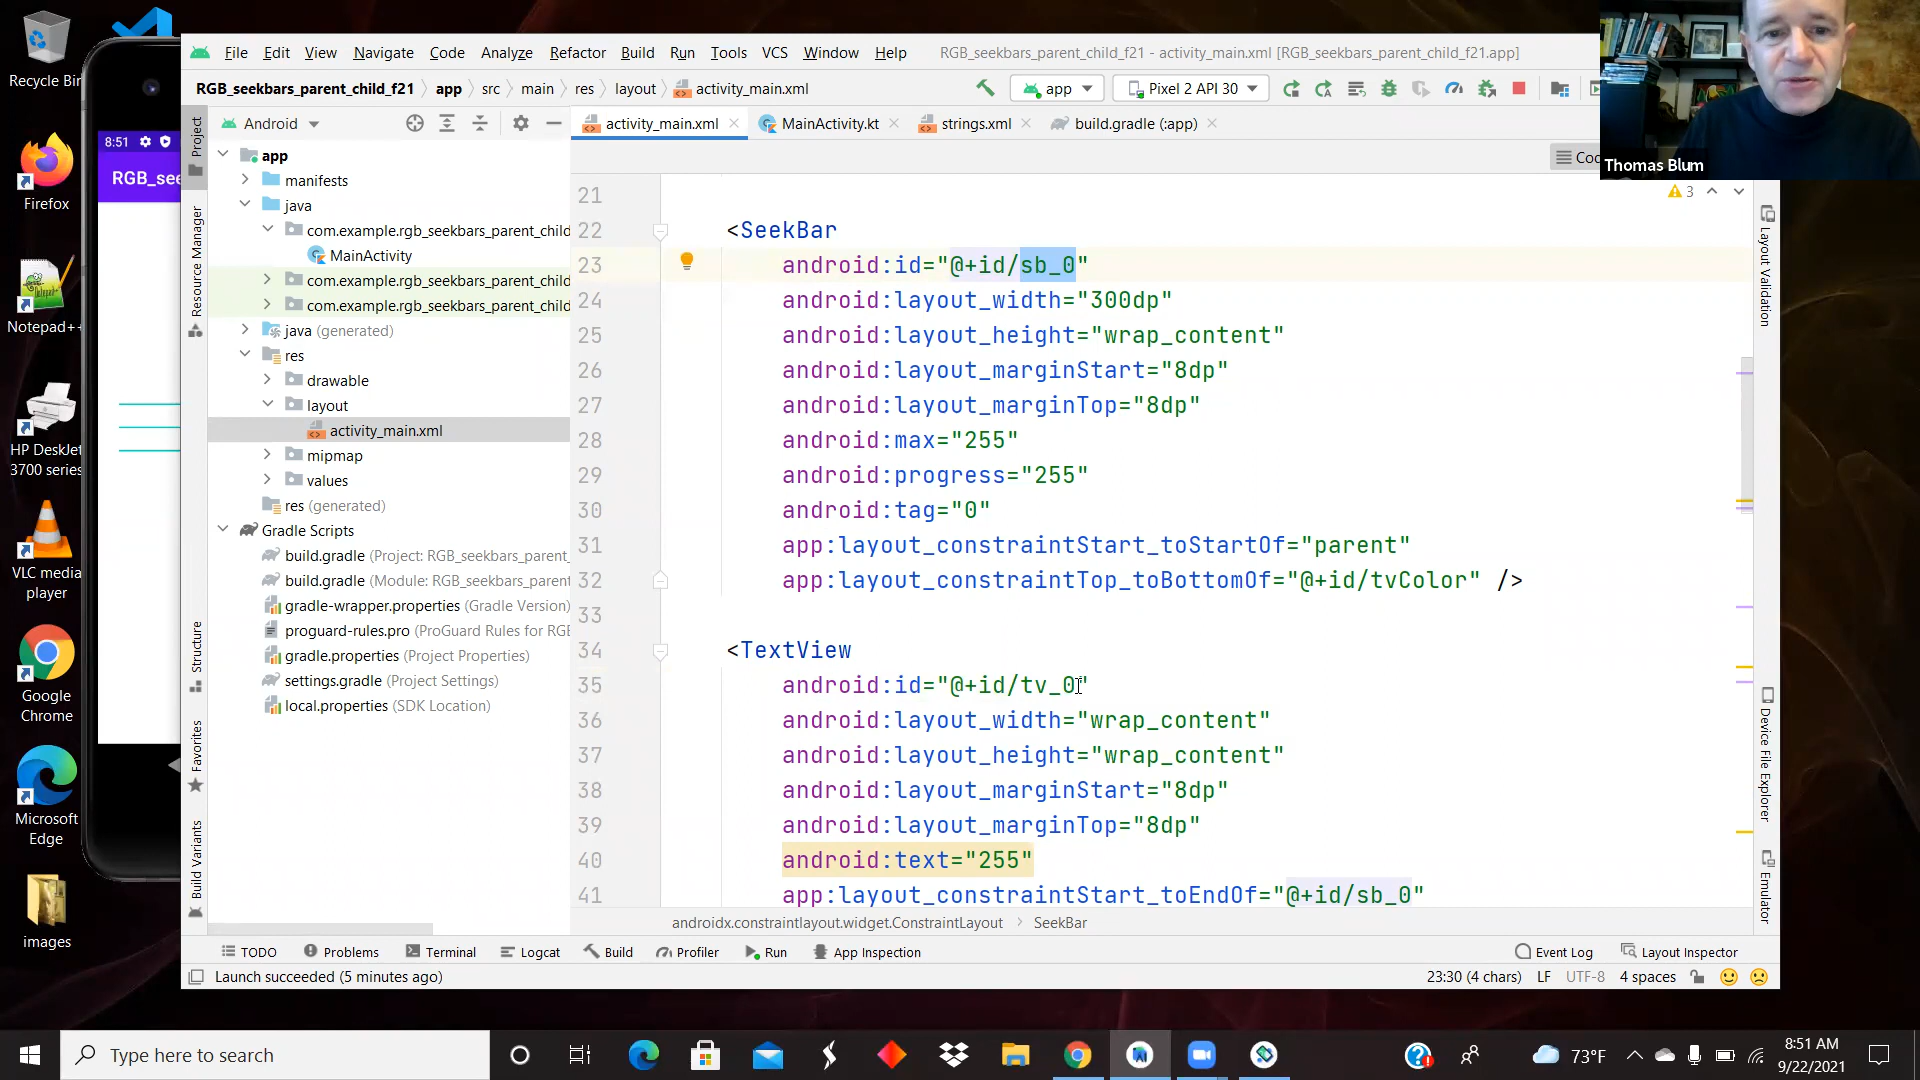 Recycle Bin
8:51
RGB_see
Firefox
Notepad++
HP DeskJet
3700 series
VLC media
player
Google
Chrome
Microsoft
Edge
images
File Edit View Navigate Code Analyze Refactor Build Run Tools VCS Window Help RGB_seekbars_parent_child_f21 - activity_main.xml [RGB_seekbars_parent_child_f21.app]
RGB_seekbars_parent_child_f21 app src main res layout activity_main.xml app Pixel 2 API 30
Thomas Blum
Project
Resource Manager
Structure
Favorites
Build Variants
Android
app
manifests
java
com.example.rgb_seekbars_parent_child
MainActivity
com.example.rgb_seekbars_parent_child
com.example.rgb_seekbars_parent_child
java (generated)
res
drawable
layout
activity_main.xml
mipmap
values
res (generated)
Gradle Scripts
build.gradle (Project: RGB_seekbars_parent_
build.gradle (Module: RGB_seekbars_parent
gradle-wrapper.properties (Gradle Version)
proguard-rules.pro (ProGuard Rules for RG
gradle.properties (Project Properties)
settings.gradle (Project Settings)
local.properties (SDK Location)
activity_main.xml MainActivity.kt strings.xml build.gradle (:app)
3
21
22 <SeekBar
23 android:id="@+id/sb_0"
24 android:layout_width="300dp"
25 android:layout_height="wrap_content"
26 android:layout_marginStart="8dp"
27 android:layout_marginTop="8dp"
28 android:max="255"
29 android:progress="255"
30 android:tag="0"
31 app:layout_constraintStart_toStartOf="parent"
32 app:layout_constraintTop_toBottomOf="@+id/tvColor" />
33
34 <TextView
35 android:id="@+id/tv_0"
36 android:layout_width="wrap_content"
37 android:layout_height="wrap_content"
38 android:layout_marginStart="8dp"
39 android:layout_marginTop="8dp"
40 android:text="255"
41 app:layout_constraintStart_toEndOf="@+id/sb_0"
androidx.constraintlayout.widget.ConstraintLayout SeekBar
Layout Validation
Device File Explorer
Emulator
TODO Problems Terminal Logcat Build Profiler Run App Inspection Event Log Layout Inspector
Launch succeeded (5 minutes ago) 23:30 (4 chars) LF UTF-8 4 spaces
Type here to search
73°F
8:51 AM
9/22/2021